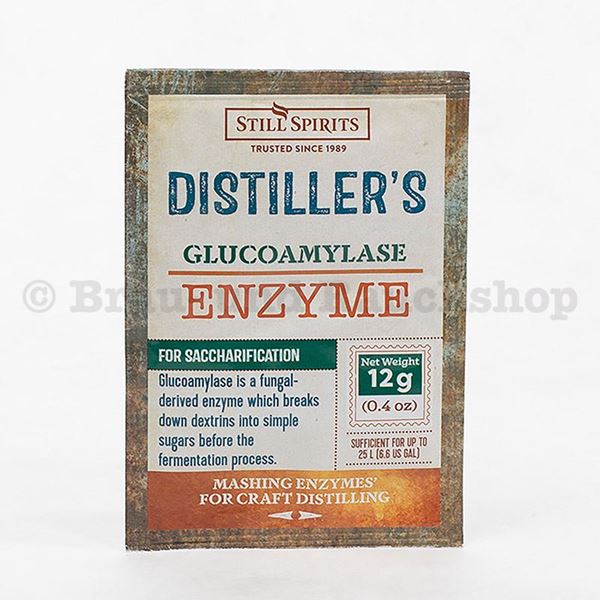 STILL SPIRITS
TRUSTED SINCE 1989
DISTILLER'S
GLUCOAMYLASE
ENZYME
FOR SACCHARIFICATION
Glucoamylase is a fungal-
derived enzyme which breaks
down dextrins into simple
sugars before the
fermentation process.
Net Weight
12g
(0.4 oz)
SUFFICIENT FOR UP TO
25 L (6.6 US GAL)
MASHING ENZYMES'
FOR CRAFT DISTILLING